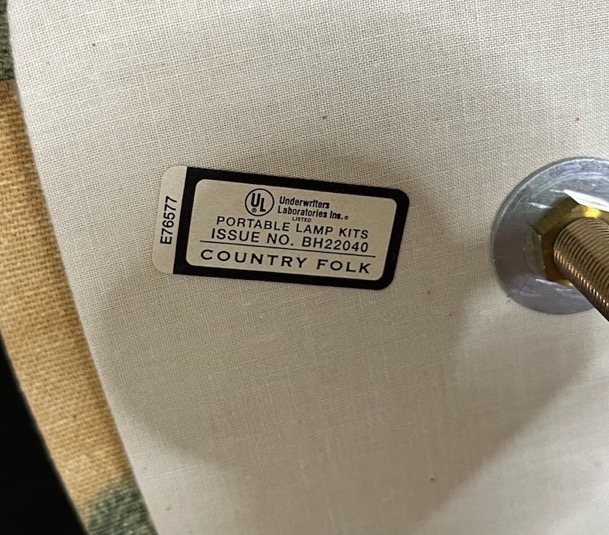 E76577
UL
Underwriters
Laboratories Inc.®
LISTED
PORTABLE LAMP KITS
ISSUE NO. BH22040
COUNTRY FOLK